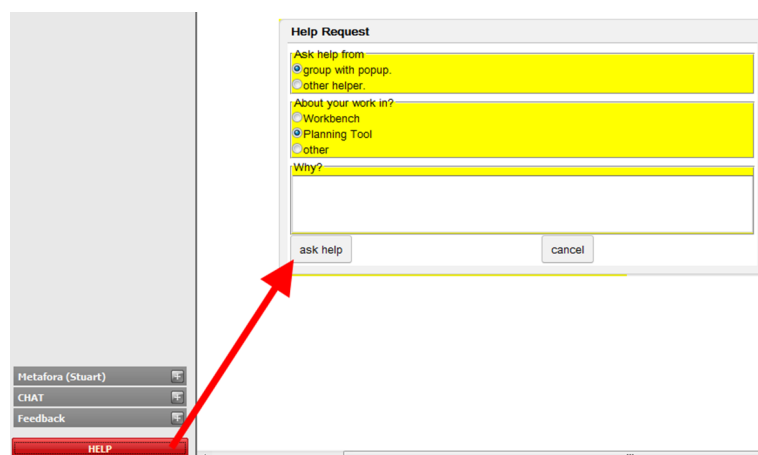 Help Request
Ask help from
group with popup.
other helper.
About your work in?
Workbench
Planning Tool
other
Why?
ask help
cancel
Metafora (Stuart)
CHAT
Feedback
HELP